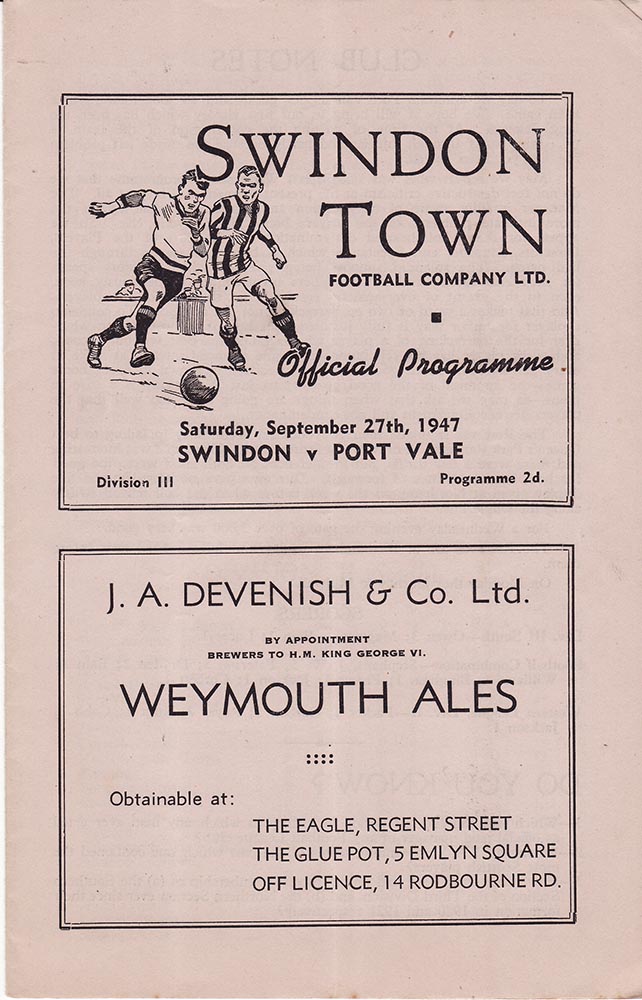 SWINDON
TOWN
FOOTBALL COMPANY LTD.
Official Programme
Saturday, September 27th, 1947
SWINDON v PORT VALE
Division III
Programme 2d.
J. A. DEVENISH & Co. Ltd.
BY APPOINTMENT
BREWERS TO H.M. KING GEORGE VI.
WEYMOUTH ALES
Obtainable at:
THE EAGLE, REGENT STREET
THE GLUE POT, 5 EMLYN SQUARE
OFF LICENCE, 14 RODBOURNE RD.